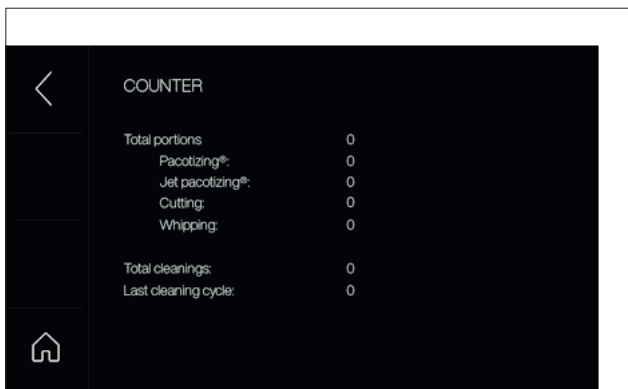 COUNTER
Total portions 0
Pacotizing®: 0
Jet pacotizing®: 0
Cutting: 0
Whipping: 0
Total cleanings: 0
Last cleaning cycle: 0